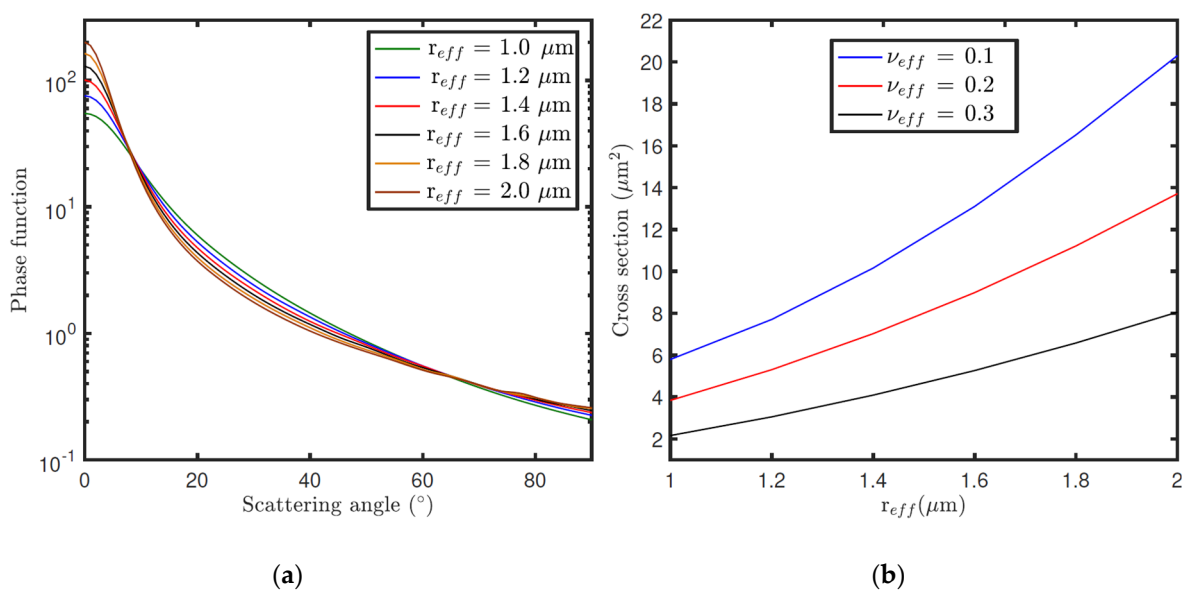 r_eff = 1.0 μm
r_eff = 1.2 μm
r_eff = 1.4 μm
r_eff = 1.6 μm
r_eff = 1.8 μm
r_eff = 2.0 μm
Phase function
10^2
10^1
10^0
10^-1
0 20 40 60 80
Scattering angle (°)
(a)
ν_eff = 0.1
ν_eff = 0.2
ν_eff = 0.3
Cross section (μm^2)
22
20
18
16
14
12
10
8
6
4
2
1 1.2 1.4 1.6 1.8 2
r_eff(μm)
(b)